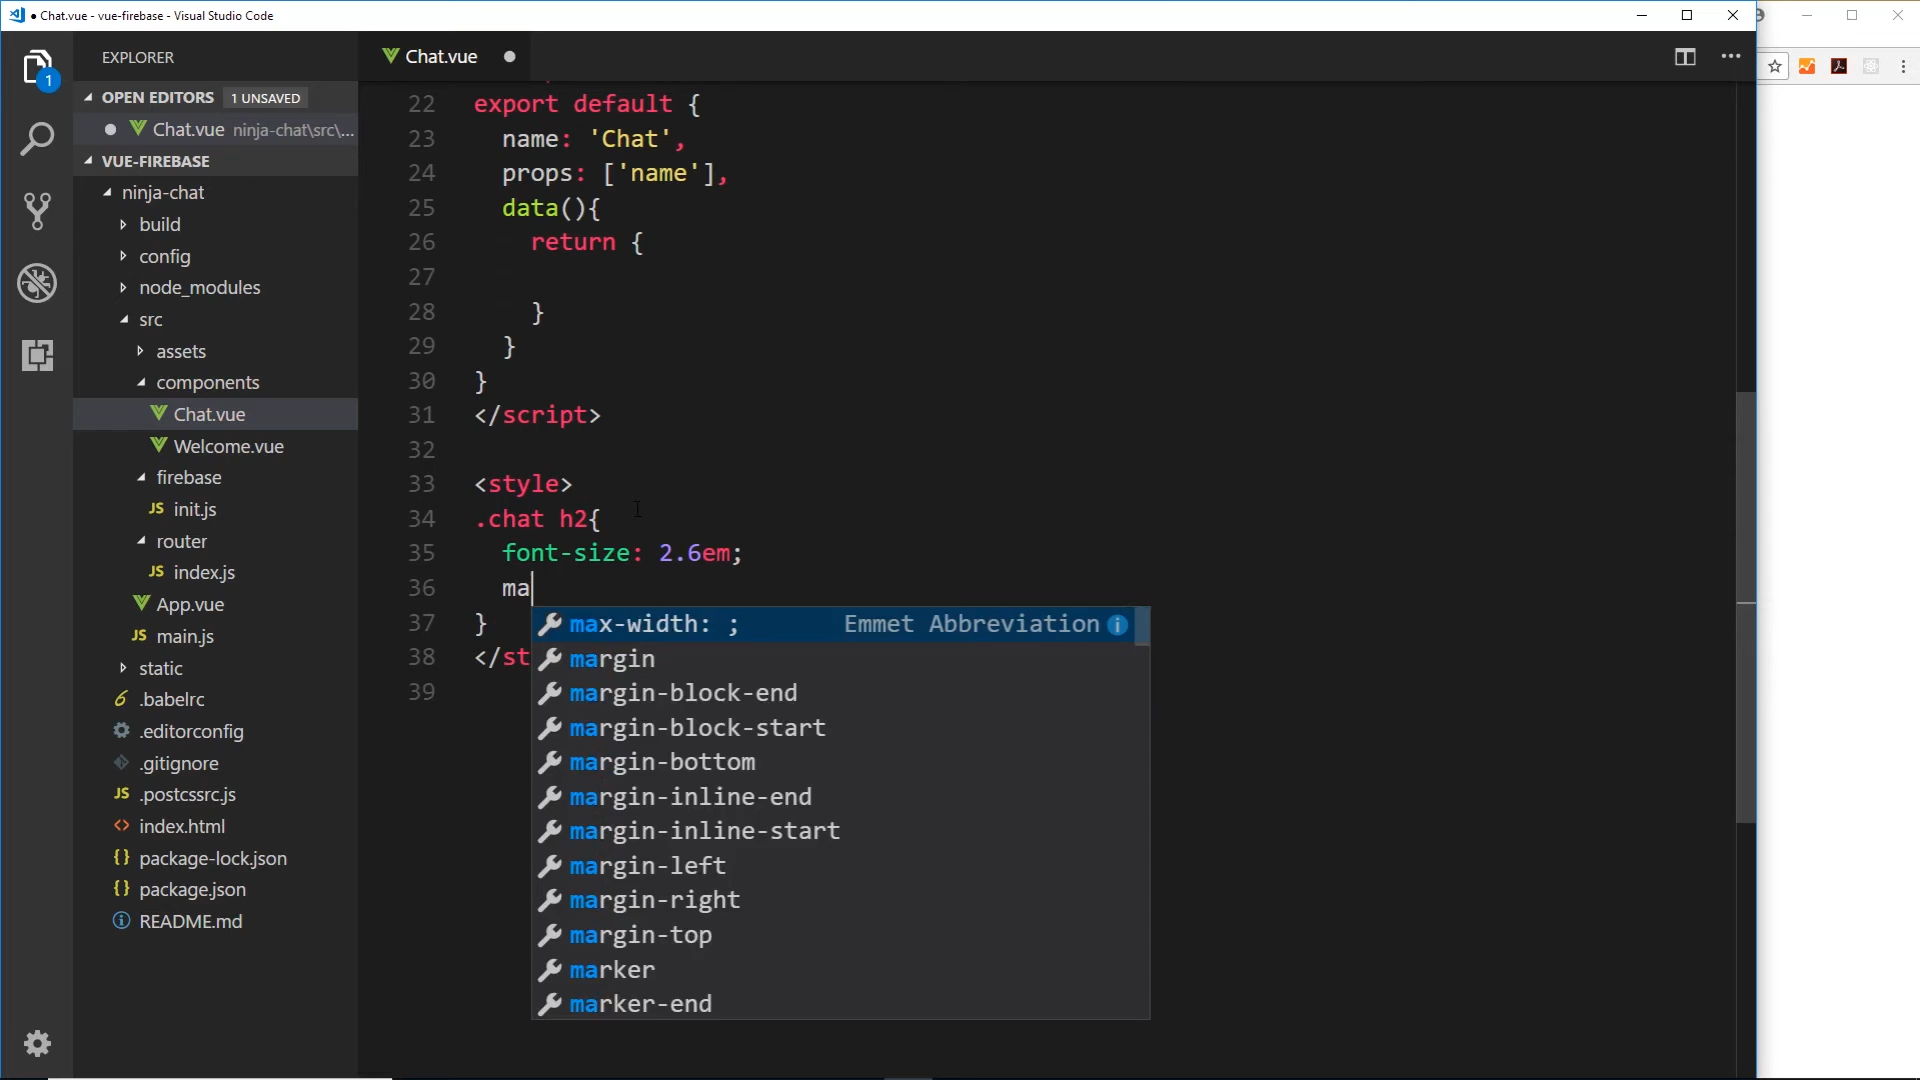 Chat.vue - vue-firebase - Visual Studio Code
EXPLORER
OPEN EDITORS 1 UNSAVED
Chat.vue ninja-chat\src\...
VUE-FIREBASE
ninja-chat
build
config
node_modules
src
assets
components
Chat.vue
Welcome.vue
firebase
JS init.js
router
JS index.js
App.vue
JS main.js
static
.babelrc
.editorconfig
.gitignore
JS .postcssrc.js
index.html
package-lock.json
package.json
README.md
1
Chat.vue
22 export default {
23 name: 'Chat',
24 props: ['name'],
25 data(){
26 return {
27
28 }
29 }
30 }
31 </script>
32
33 <style>
34 .chat h2{
35 font-size: 2.6em;
36 ma
37 }
38 </st
39
max-width: ; Emmet Abbreviation
margin
margin-block-end
margin-block-start
margin-bottom
margin-inline-end
margin-inline-start
margin-left
margin-right
margin-top
marker
marker-end